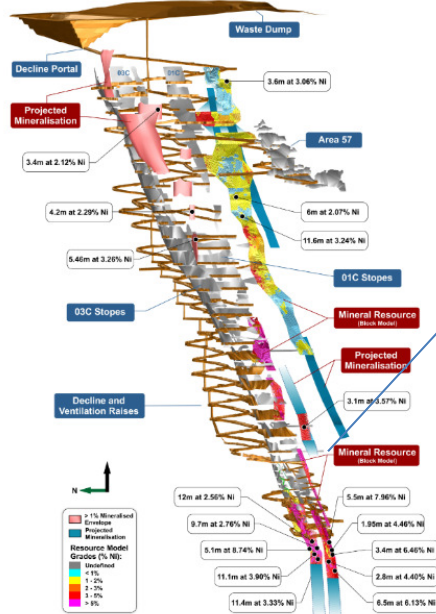 Waste Dump
Decline Portal
03C
01C
3.6m at 3.06% Ni
Projected
Mineralisation
Area 57
3.4m at 2.12% Ni
4.2m at 2.29% Ni
6m at 2.07% Ni
11.6m at 3.24% Ni
5.46m at 3.26% Ni
01C Stopes
03C Stopes
Mineral Resource
(Block Model)
Projected
Mineralisation
Decline and
Ventilation Raises
3.1m at 3.57% Ni
Mineral Resource
(Block Model)
N
12m at 2.56% Ni
5.5m at 7.96% Ni
> 1% Mineralised
Envelope
Projected
Mineralisation
9.7m at 2.76% Ni
1.95m at 4.46% Ni
Resource Model
Grades (% Ni):
Undefined
< 1%
1 - 2%
2 - 3%
3 - 5%
> 5%
5.1m at 8.74% Ni
3.4m at 6.46% Ni
11.1m at 3.90% Ni
2.8m at 4.40% Ni
11.4m at 3.33% Ni
6.5m at 6.13% Ni